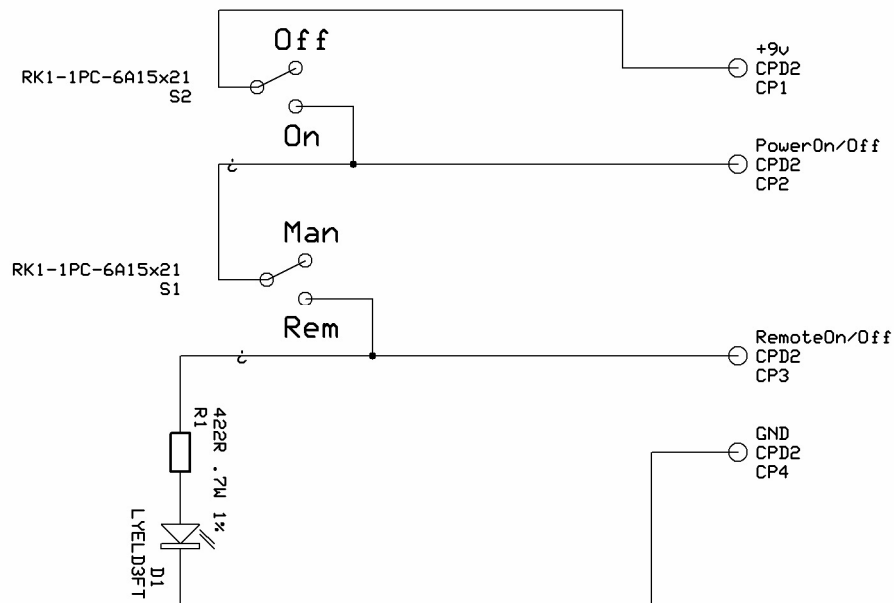 Off
+9v
RK1-1PC-6A15x21
CPD2
S2
CP1
On
PowerOn/Off
¿
CPD2
CP2
Man
RK1-1PC-6A15x21
S1
Rem
RemoteOn/Off
¿
CPD2
CP3
R1
422R .7W 1%
GND
CPD2
CP4
D1
LYELD3FT